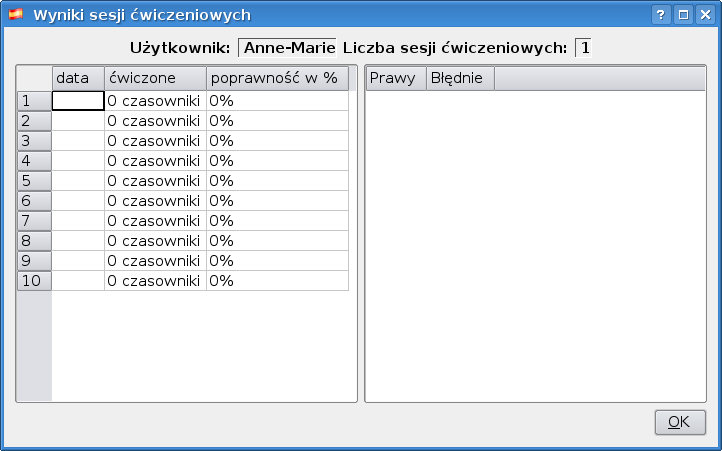 Wyniki sesji ćwiczeniowych
Użytkownik: Anne-Marie Liczba sesji ćwiczeniowych: 1
data ćwiczone poprawność w % Prawy Błędnie
1 0 czasowniki 0%
2 0 czasowniki 0%
3 0 czasowniki 0%
4 0 czasowniki 0%
5 0 czasowniki 0%
6 0 czasowniki 0%
7 0 czasowniki 0%
8 0 czasowniki 0%
9 0 czasowniki 0%
10 0 czasowniki 0%
OK